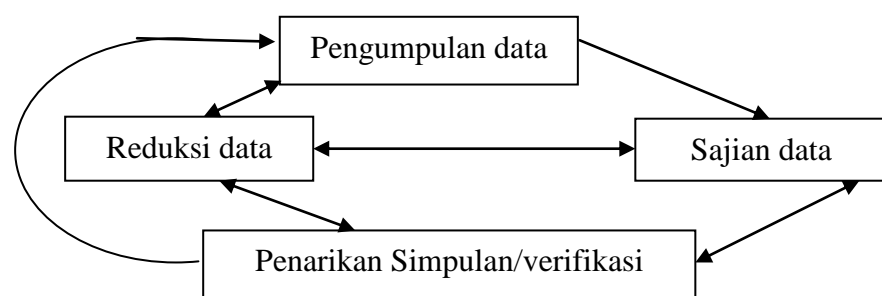 Pengumpulan data
Reduksi data
Sajian data
Penarikan Simpulan/verifikasi